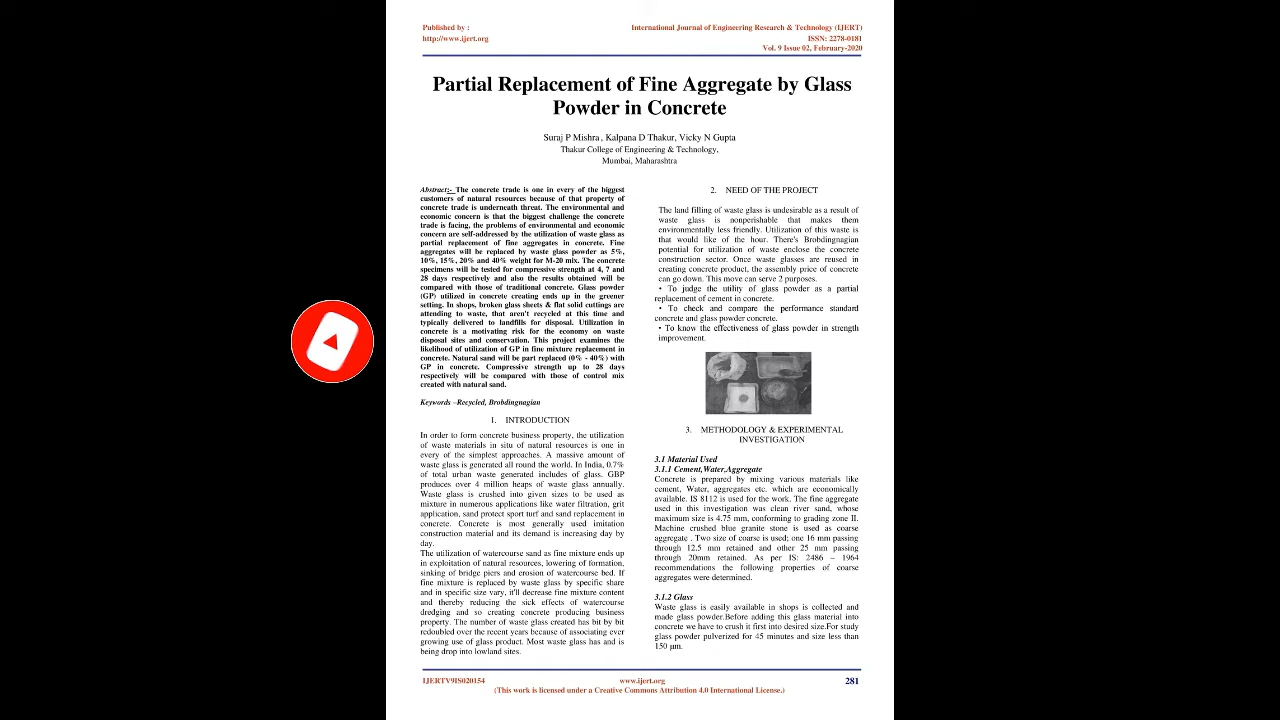 Published by :
http://www.ijert.org
International Journal of Engineering Research & Technology (IJERT)
ISSN: 2278-0181
Vol. 9 Issue 02, February-2020
Partial Replacement of Fine Aggregate by Glass
Powder in Concrete
Suraj P Mishra , Kalpana D Thakur, Vicky N Gupta
Thakur College of Engineering & Technology,
Mumbai, Maharashtra
Abstract:- The concrete trade is one in every of the biggest
customers of natural resources because of that property of
concrete trade is underneath threat. The environmental and
economic concern is that the biggest challenge the concrete
trade is facing, the problems of environmental and economic
concern are self-addressed by the utilization of waste glass as
partial replacement of fine aggregates in concrete. Fine
aggregates will be replaced by waste glass powder as 5%,
10%, 15%, 20% and 40% weight for M-20 mix. The concrete
specimens will be tested for compressive strength at 4, 7 and
28 days respectively and also the results obtained will be
compared with those of traditional concrete. Glass powder
(GP) utilized in concrete creating ends up in the greener
setting. In shops, broken glass sheets & flat solid cuttings are
attending to waste, that aren't recycled at this time and
typically delivered to landfills for disposal. Utilization in
concrete is a motivating risk for the economy on waste
disposal sites and conservation. This project examines the
likelihood of utilization of GP in fine mixture replacement in
concrete. Natural sand will be part replaced (0% - 40%) with
GP in concrete. Compressive strength up to 28 days
respectively will be compared with those of control mix
created with natural sand.
Keywords –Recycled, Brobdingnagian
1. INTRODUCTION
In order to form concrete business property, the utilization
of waste materials in situ of natural resources is one in
every of the simplest approaches. A massive amount of
waste glass is generated all round the world. In India, 0.7%
of total urban waste generated includes of glass. GBP
produces over 4 million heaps of waste glass annually.
Waste glass is crushed into given sizes to be used as
mixture in numerous applications like water filtration, grit
application, sand protect sport turf and sand replacement in
concrete. Concrete is most generally used imitation
construction material and its demand is increasing day by
day.
The utilization of watercourse sand as fine mixture ends up
in exploitation of natural resources, lowering of formation,
sinking of bridge piers and erosion of watercourse bed. If
fine mixture is replaced by waste glass by specific share
and in specific size vary, it'll decrease fine mixture content
and thereby reducing the sick effects of watercourse
dredging and so creating concrete producing business
property. The number of waste glass created has bit by bit
redoubled over the recent years because of associating ever
growing use of glass product. Most waste glass has and is
being drop into lowland sites.
2. NEED OF THE PROJECT
The land filling of waste glass is undesirable as a result of
waste glass is nonperishable that makes them
environmentally less friendly. Utilization of this waste is
that would like of the hour. There's Brobdingnagian
potential for utilization of waste enclose the concrete
construction sector. Once waste glasses are reused in
creating concrete product, the assembly price of concrete
can go down. This move can serve 2 purposes.
• To judge the utility of glass powder as a partial
replacement of cement in concrete.
• To check and compare the performance standard
concrete and glass powder concrete.
• To know the effectiveness of glass powder in strength
improvement.
3. METHODOLOGY & EXPERIMENTAL
INVESTIGATION
3.1 Material Used
3.1.1 Cement,Water,Aggregate
Concrete is prepared by mixing various materials like
cement, Water, aggregates etc. which are economically
available. IS 8112 is used for the work. The fine aggregate
used in this investigation was clean river sand, whose
maximum size is 4.75 mm, conforming to grading zone II.
Machine crushed blue granite stone is used as coarse
aggregate . Two size of coarse is used; one 16 mm passing
through 12.5 mm retained and other 25 mm passing
through 20mm retained. As per IS: 2486 – 1964
recommendations the following properties of coarse
aggregates were determined.
3.1.2 Glass
Waste glass is easily available in shops is collected and
made glass powder.Before adding this glass material into
concrete we have to crush it first into desired size.For study
glass powder pulverized for 45 minutes and size less than
150 μm.
IJERTV9IS020154
www.ijert.org
281
(This work is licensed under a Creative Commons Attribution 4.0 International License.)